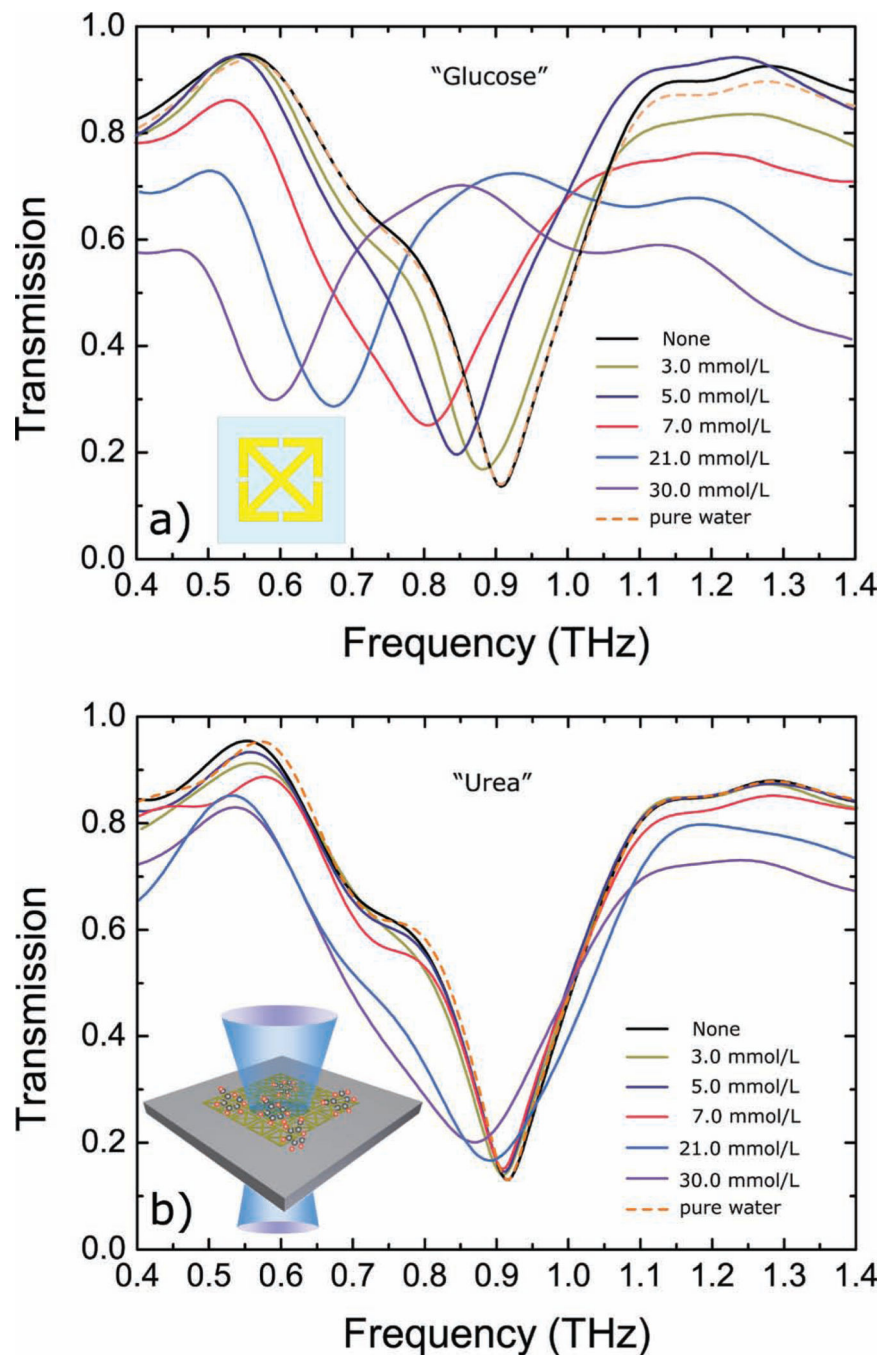 1.0
0.8
0.6
0.4
0.2
0.0
Transmission
"Glucose"
None
3.0 mmol/L
5.0 mmol/L
7.0 mmol/L
21.0 mmol/L
30.0 mmol/L
pure water
a)
0.4 0.5 0.6 0.7 0.8 0.9 1.0 1.1 1.2 1.3 1.4
Frequency (THz)
1.0
0.8
0.6
0.4
0.2
0.0
Transmission
"Urea"
None
3.0 mmol/L
5.0 mmol/L
7.0 mmol/L
21.0 mmol/L
30.0 mmol/L
pure water
b)
0.4 0.5 0.6 0.7 0.8 0.9 1.0 1.1 1.2 1.3 1.4
Frequency (THz)